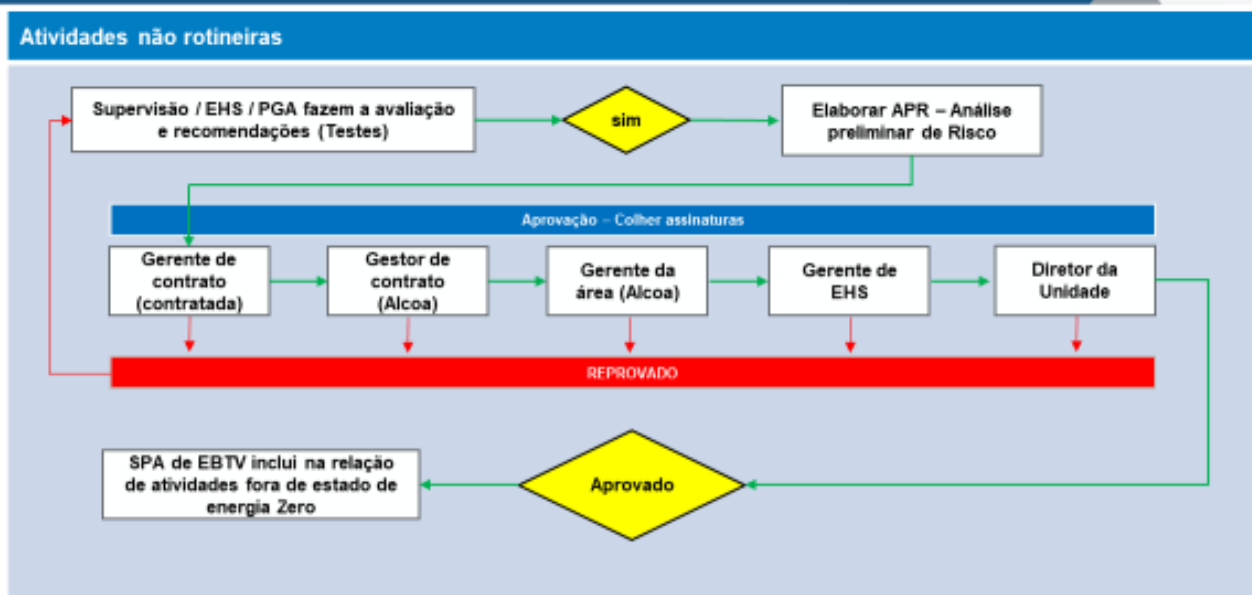 Atividades não rotineiras
Supervisão / EHS / PGA fazem a avaliação
e recomendações (Testes)
sim
Elaborar APR – Análise
preliminar de Risco
Aprovação – Colher assinaturas
Gerente de
contrato
(contratada)
Gestor de
contrato
(Alcoa)
Gerente da
área (Alcoa)
Gerente de
EHS
Diretor da
Unidade
REPROVADO
SPA de EBTV inclui na relação
de atividades fora de estado de
energia Zero
Aprovado